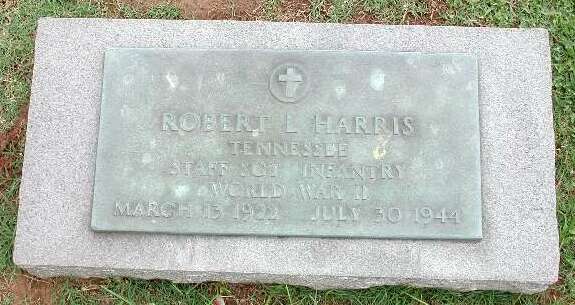 ROBERT L HARRIS
TENNESSEE
STAFF SGT INFANTRY
WORLD WAR II
MARCH 13 1922 JULY 30 1944